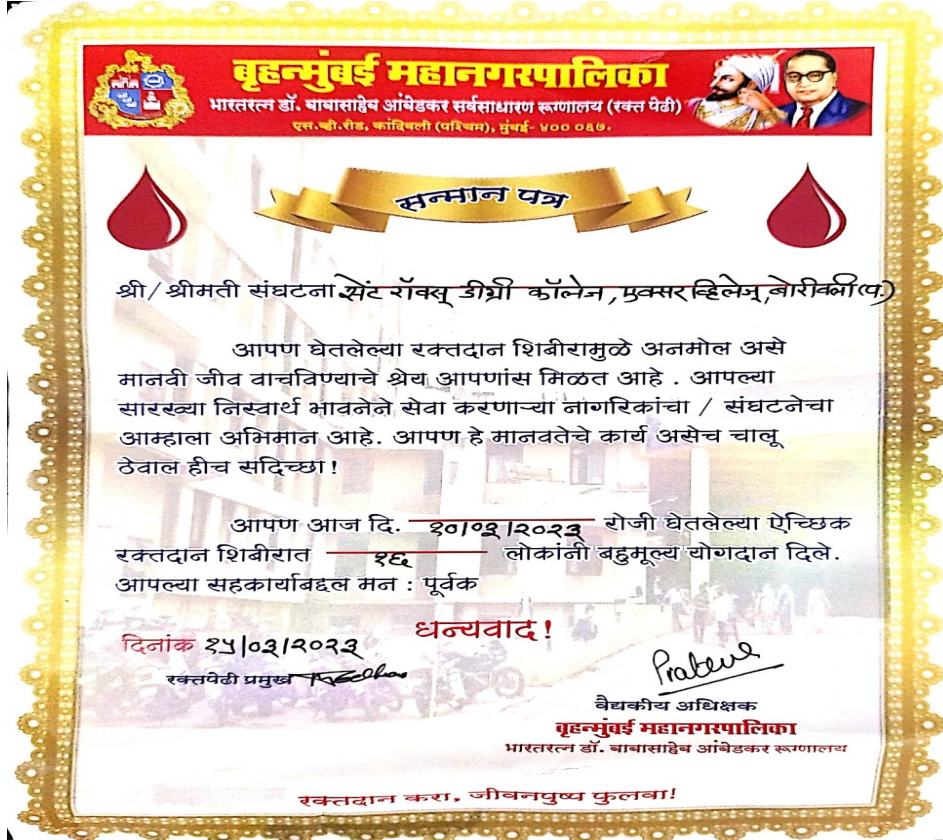 बृहन्मुंबई महानगरपालिका
भारतरत्न डॉ. बाबासाहेब आंबेडकर सर्वसाधारण रूग्णालय (रक्त पेढी)
एस.व्ही.रोड, कांदिवली (पश्चिम), मुंबई- ४०० ०६७.
सन्मान पत्र
श्री/ श्रीमती संघटना सेंट रॉक्स् डीग्री कॉलेज, एक्सर व्हिलेज, बोरीवली (प.)
आपण घेतलेल्या रक्तदान शिबीरामुळे अनमोल असे
मानवी जीव वाचविण्याचे श्रेय आपणांस मिळत आहे . आपल्या
सारख्या निस्वार्थ भावनेने सेवा करणाऱ्या नागरिकांचा / संघटनेचा
आम्हाला अभिमान आहे. आपण हे मानवतेचे कार्य असेच चालू
ठेवाल हीच सदिच्छा!
आपण आज दि. १०/०३/२०२३ रोजी घेतलेल्या ऐच्छिक
रक्तदान शिबीरात १६ लोकांनी बहुमूल्य योगदान दिले.
आपल्या सहकार्याबद्दल मन : पूर्वक
धन्यवाद!
दिनांक १५/०३/२०२३
रक्तपेढी प्रमुख
वैद्यकीय अधिक्षक
बृहन्मुंबई महानगरपालिका
भारतरत्न डॉ. बाबासाहेब आंबेडकर रूग्णालय
रक्तदान करा, जीवनपुष्प फुलवा!